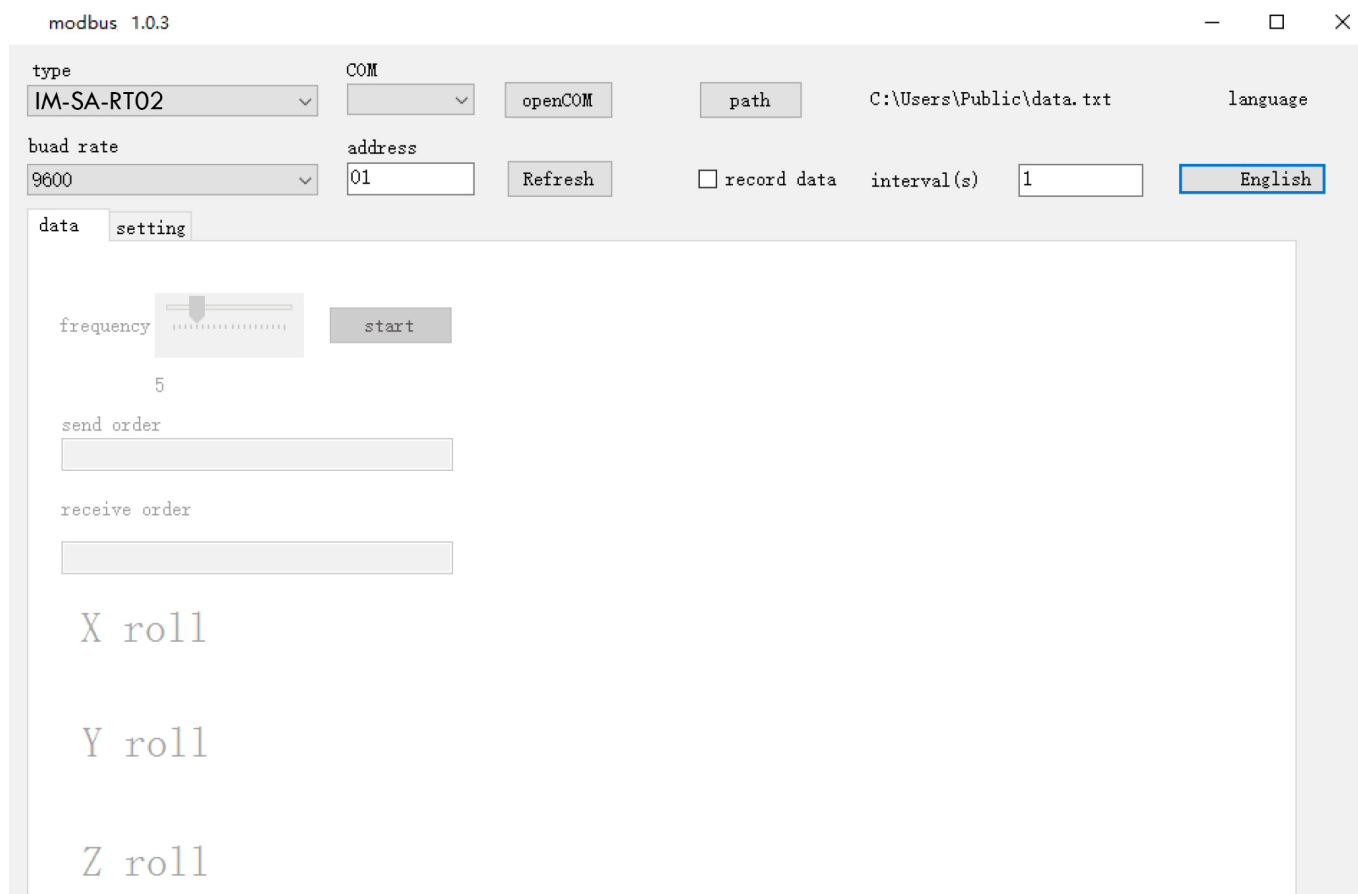 modbus 1.0.3
type
COM
IM-SA-RT02
openCOM
path
C:\Users\Public\data.txt
language
buad rate
address
9600
01
Refresh
record data
interval(s)
1
English
data
setting
frequency
start
5
send order
receive order
X roll
Y roll
Z roll